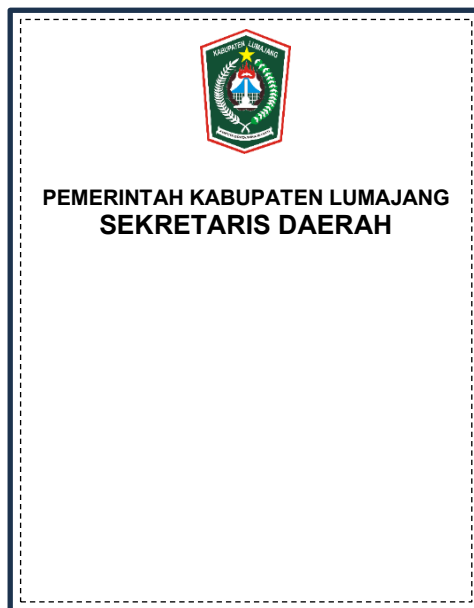 KABUPATEN LUMAJANG
PEMERINTAH KABUPATEN LUMAJANG
SEKRETARIS DAERAH